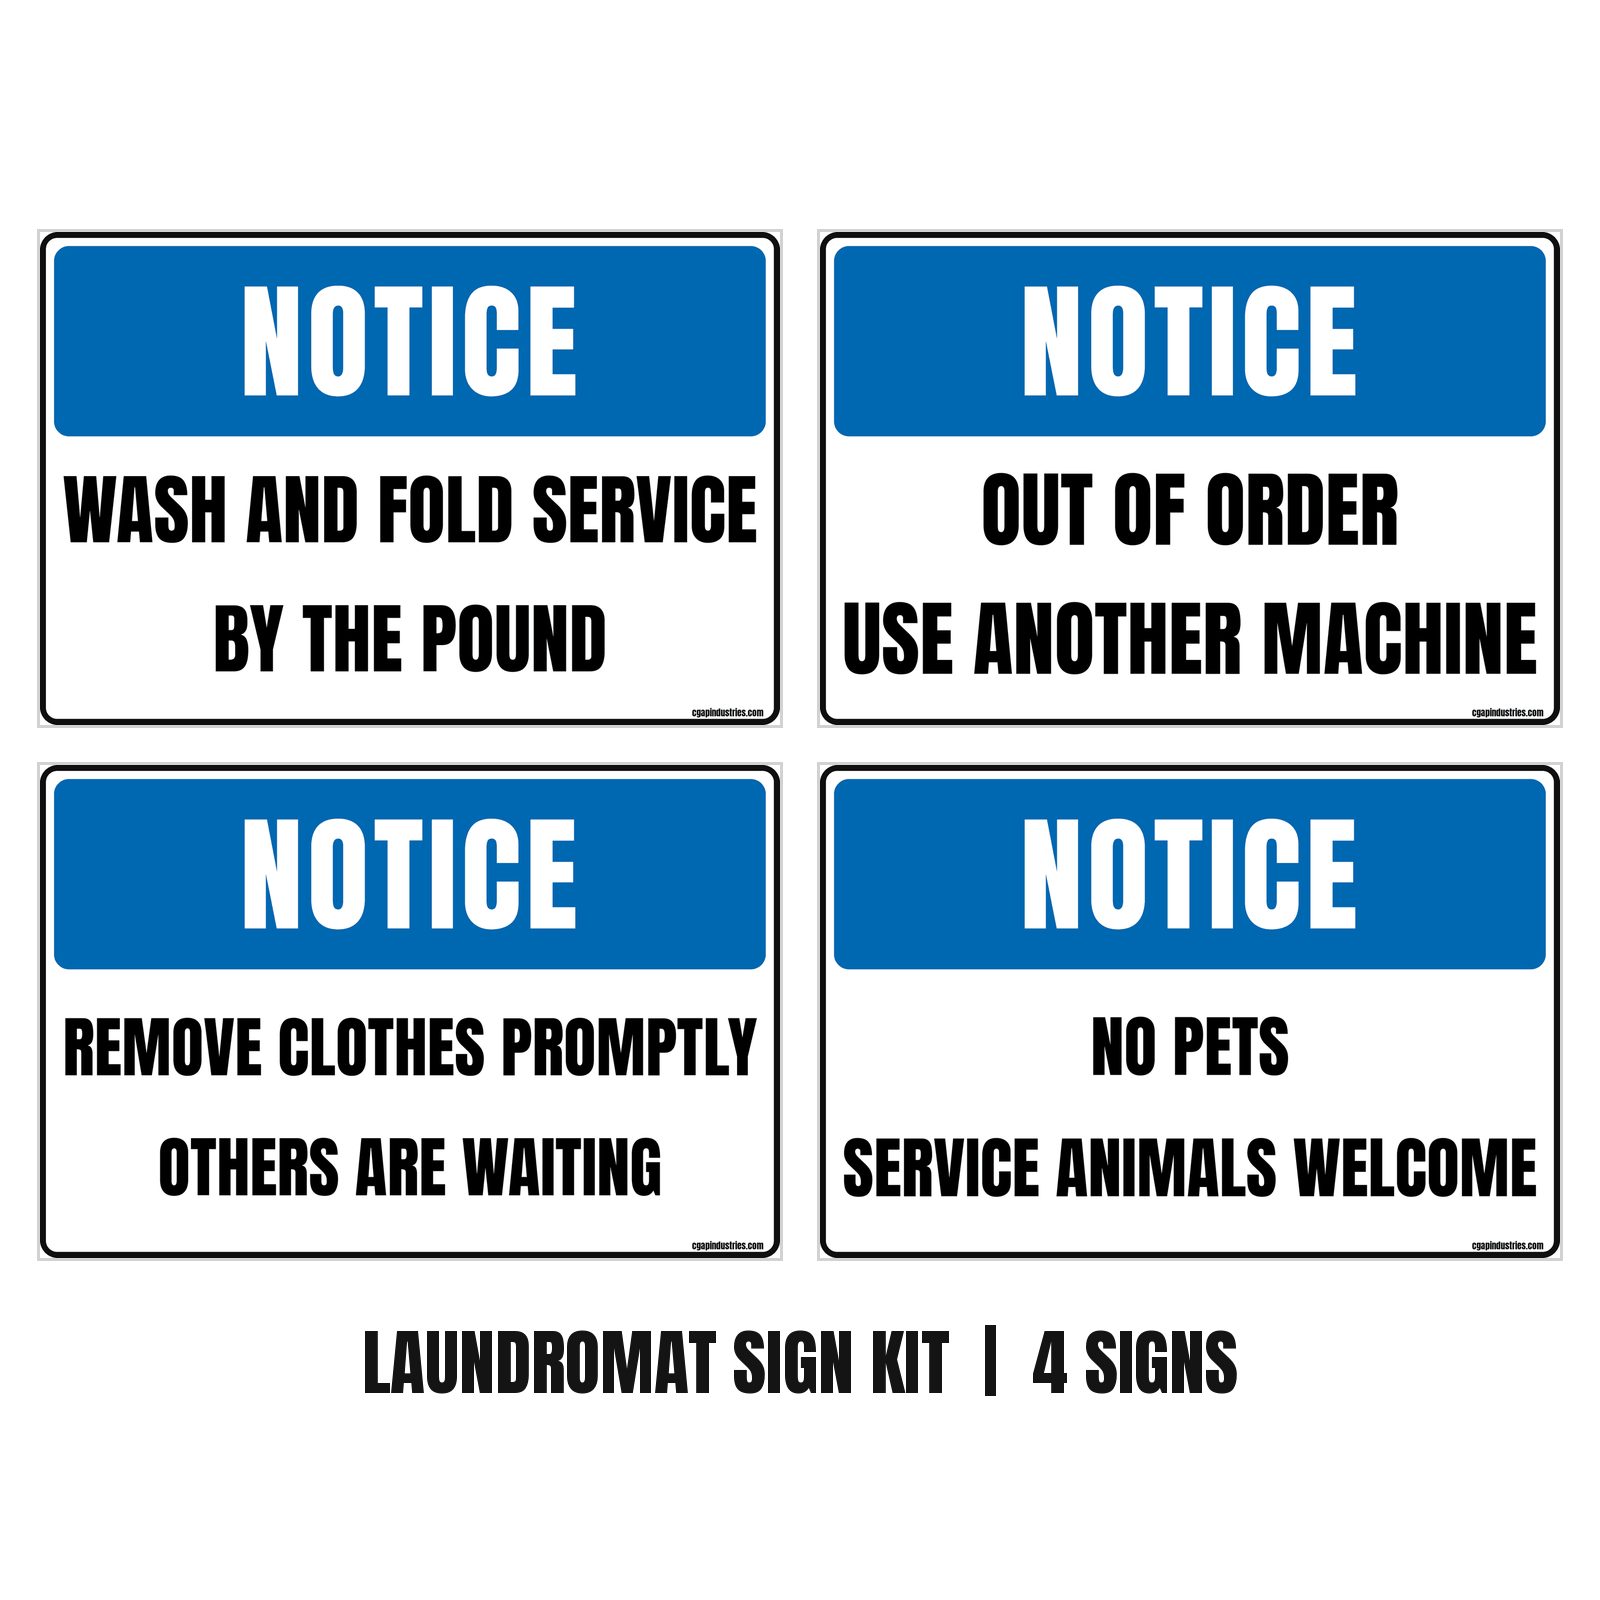 NOTICE
WASH AND FOLD SERVICE
BY THE POUND
cgapindustries.com
NOTICE
OUT OF ORDER
USE ANOTHER MACHINE
cgapindustries.com
NOTICE
REMOVE CLOTHES PROMPTLY
OTHERS ARE WAITING
cgapindustries.com
NOTICE
NO PETS
SERVICE ANIMALS WELCOME
cgapindustries.com
LAUNDROMAT SIGN KIT | 4 SIGNS